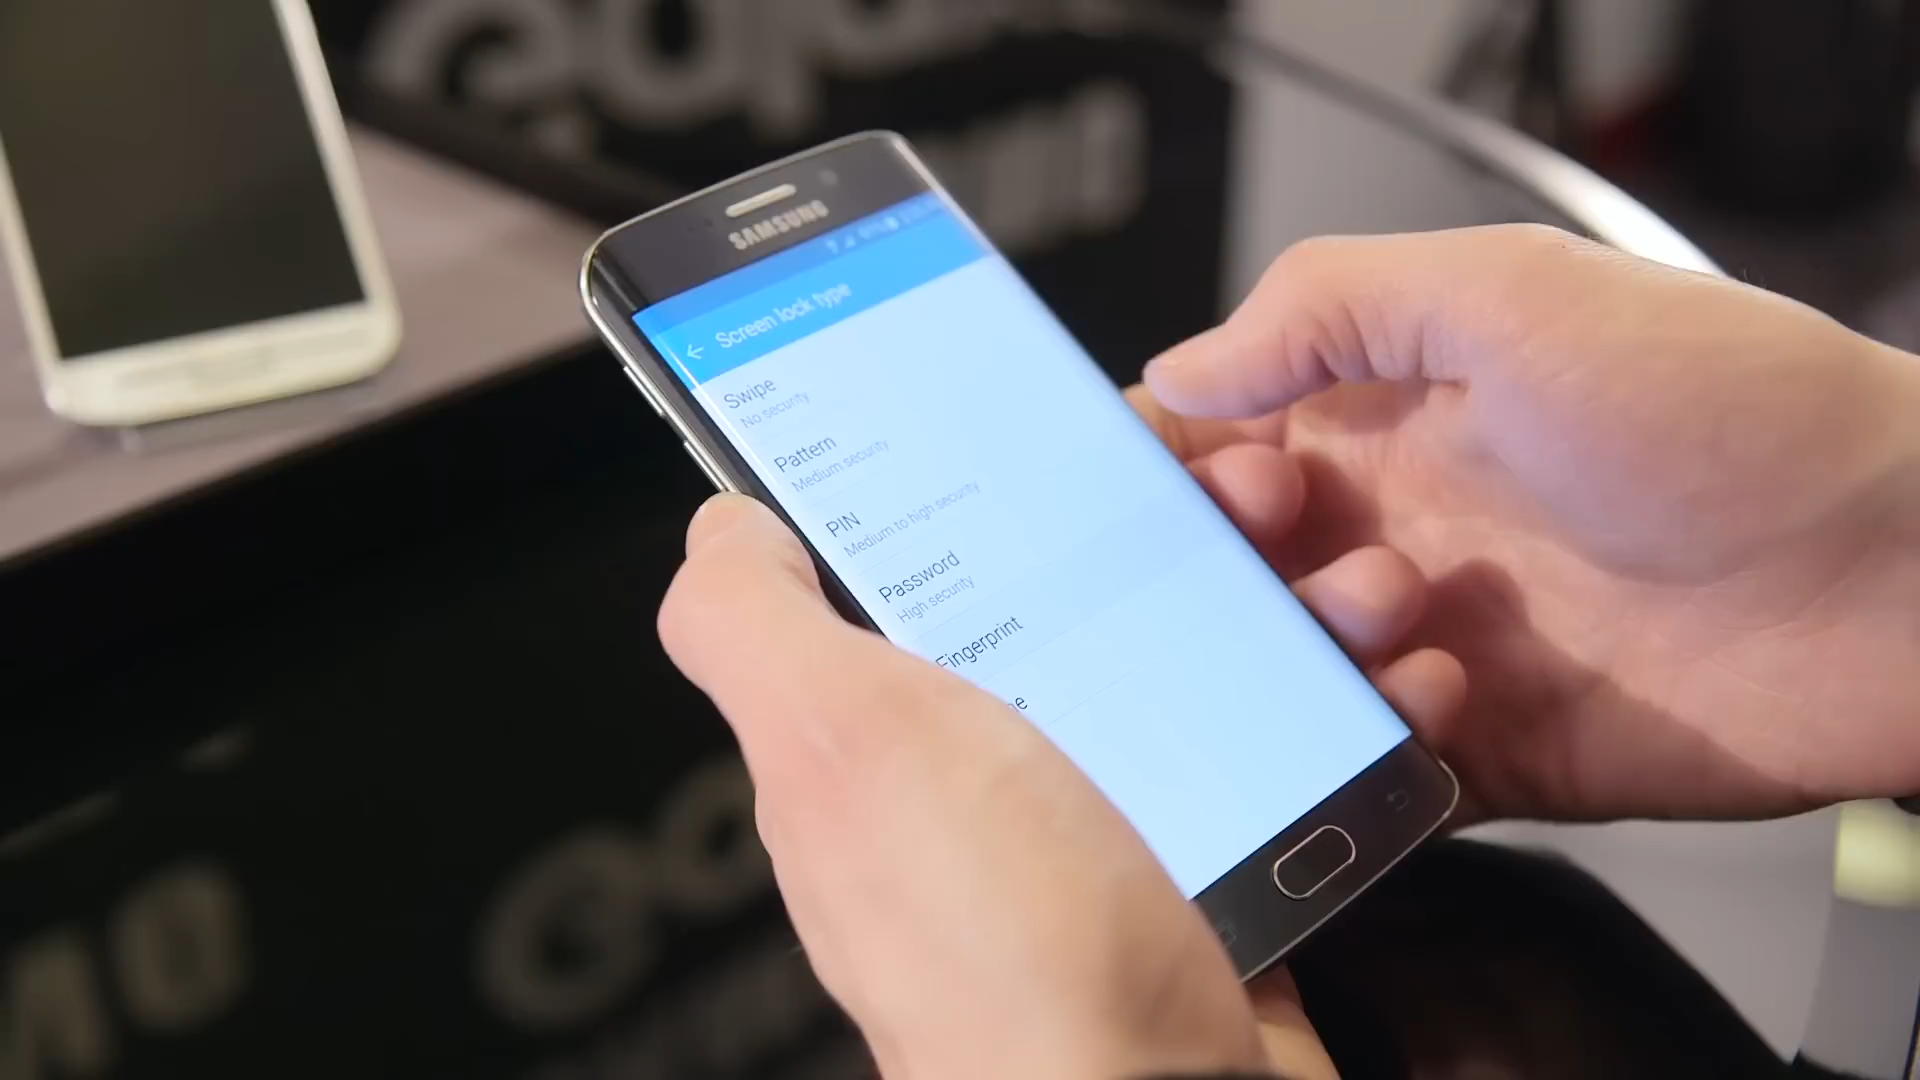 SAMSUNG
Screen lock type
Swipe
No security
Pattern
Medium security
PIN
Medium to high security
Password
High security
Fingerprint
ne